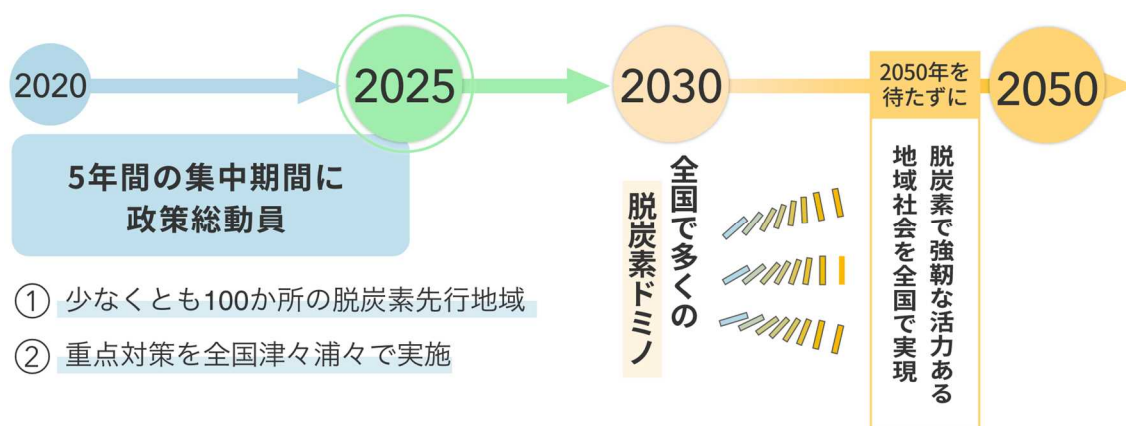 2020
2025
2030
2050年を
待たずに
2050
5年間の集中期間に
政策総動員
① 少なくとも100か所の脱炭素先行地域
② 重点対策を全国津々浦々で実施
全国で多くの
脱炭素ドミノ
脱炭素で強靭な活力ある
地域社会を全国で実現